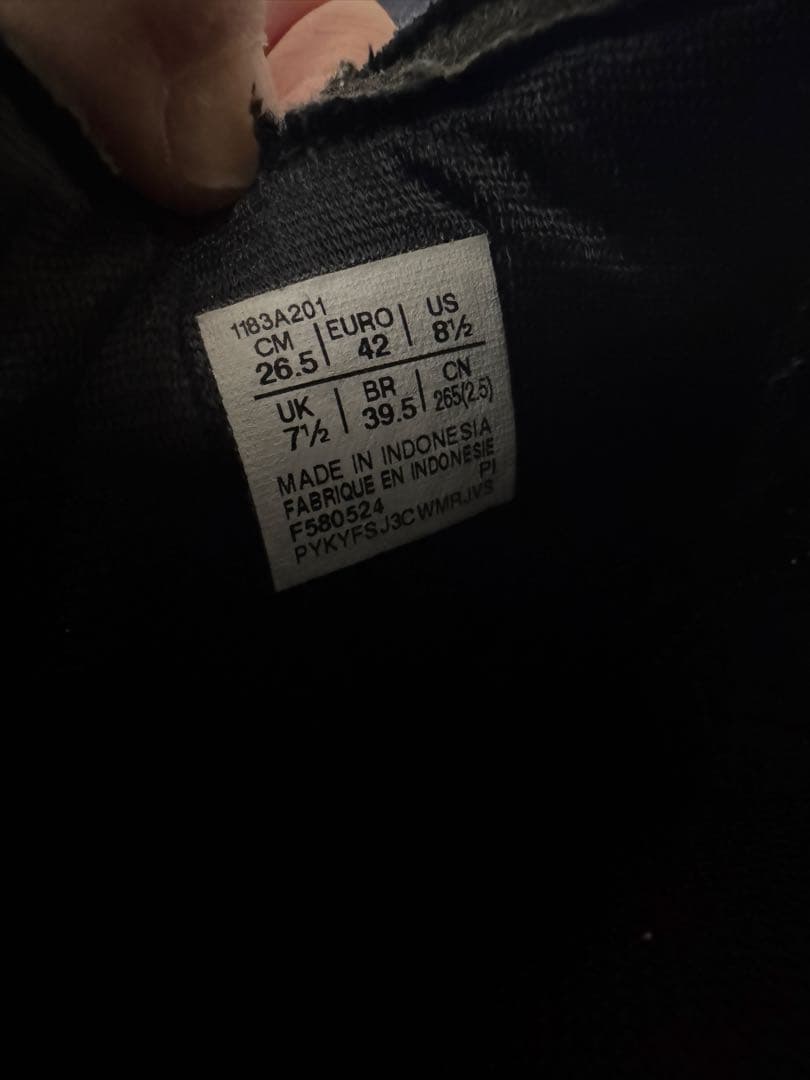 1183A201
CM | EURO | US
26.5 | 42 | 8½
UK | BR | CN
7½ | 39.5 | 265(2.5)
MADE IN INDONESIA
FABRIQUE EN INDONESIE
F580524 PI
PYKYFSJ3CWMRJVS